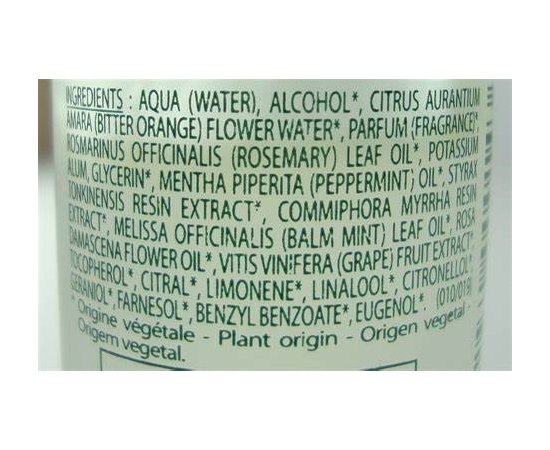 INGREDIENTS : AQUA (WATER), ALCOHOL*, CITRUS AURANTIUM
AMARA (BITTER ORANGE) FLOWER WATER*, PARFUM (FRAGRANCE),
ROSMARINUS OFFICINALIS (ROSEMARY) LEAF OIL*, POTASSIUM
ALUM, GLYCERIN*, MENTHA PIPERITA (PEPPERMINT) OIL*, STYRAX
TONKINENSIS RESIN EXTRACT*, COMMIPHORA MYRRHA RESIN
EXTRACT*, MELISSA OFFICINALIS (BALM MINT) LEAF OIL*, ROSA
DAMASCENA FLOWER OIL*, VITIS VINIFERA (GRAPE) FRUIT EXTRACT*,
TOCOPHEROL*, CITRAL*, LIMONENE*, LINALOOL*, CITRONELLOL*,
GERANIOL*, FARNESOL*, BENZYL BENZOATE*, EUGENOL*. (010/019)
* Origine végétale - Plant origin - Origen vegetal -
Origem vegetal.